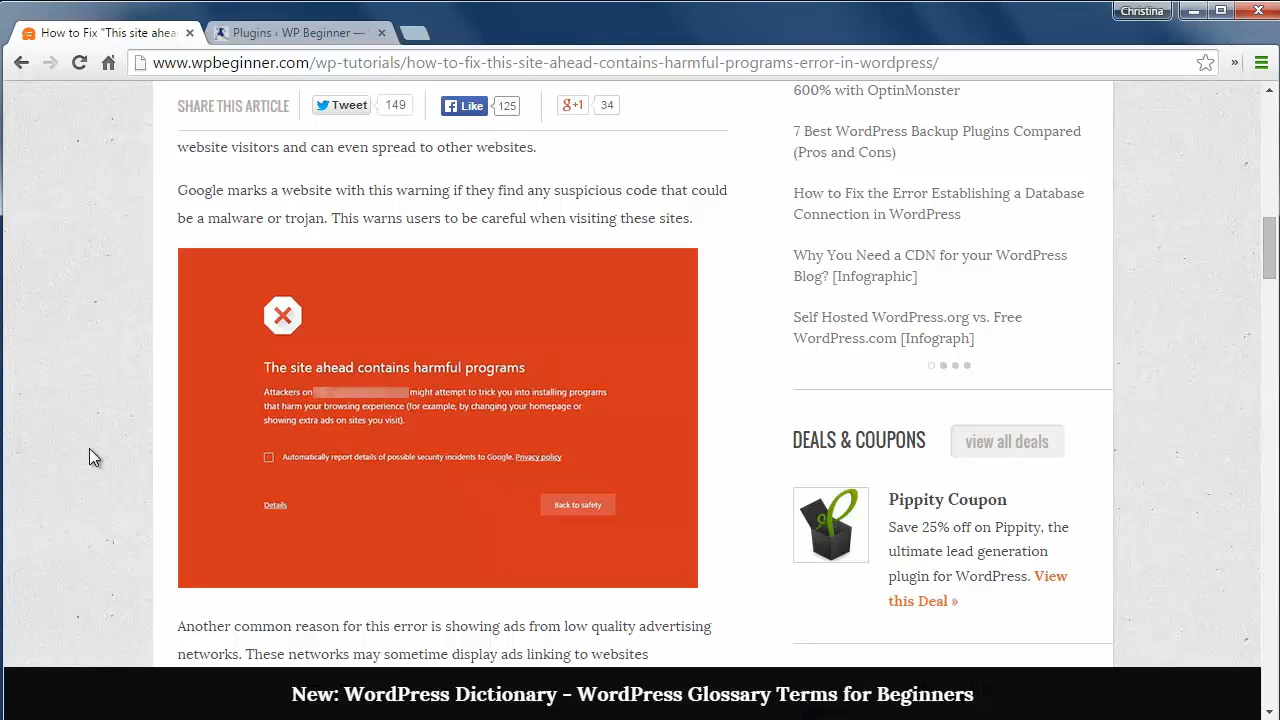 Christina
How to Fix "This site ahea
Plugins ‹ WP Beginner —
www.wpbeginner.com/wp-tutorials/how-to-fix-this-site-ahead-contains-harmful-programs-error-in-wordpress/
SHARE THIS ARTICLE
Tweet 149
Like 125
g+1 34
website visitors and can even spread to other websites.
Google marks a website with this warning if they find any suspicious code that could
be a malware or trojan. This warns users to be careful when visiting these sites.
The site ahead contains harmful programs
Attackers on might attempt to trick you into installing programs
that harm your browsing experience (for example, by changing your homepage or
showing extra ads on sites you visit).
Automatically report details of possible security incidents to Google. Privacy policy
Details
Back to safety
Another common reason for this error is showing ads from low quality advertising
networks. These networks may sometime display ads linking to websites
600% with OptinMonster
7 Best WordPress Backup Plugins Compared
(Pros and Cons)
How to Fix the Error Establishing a Database
Connection in WordPress
Why You Need a CDN for your WordPress
Blog? [Infographic]
Self Hosted WordPress.org vs. Free
WordPress.com [Infograph]
DEALS & COUPONS
view all deals
Pippity Coupon
Save 25% off on Pippity, the
ultimate lead generation
plugin for WordPress. View
this Deal »
New: WordPress Dictionary - WordPress Glossary Terms for Beginners